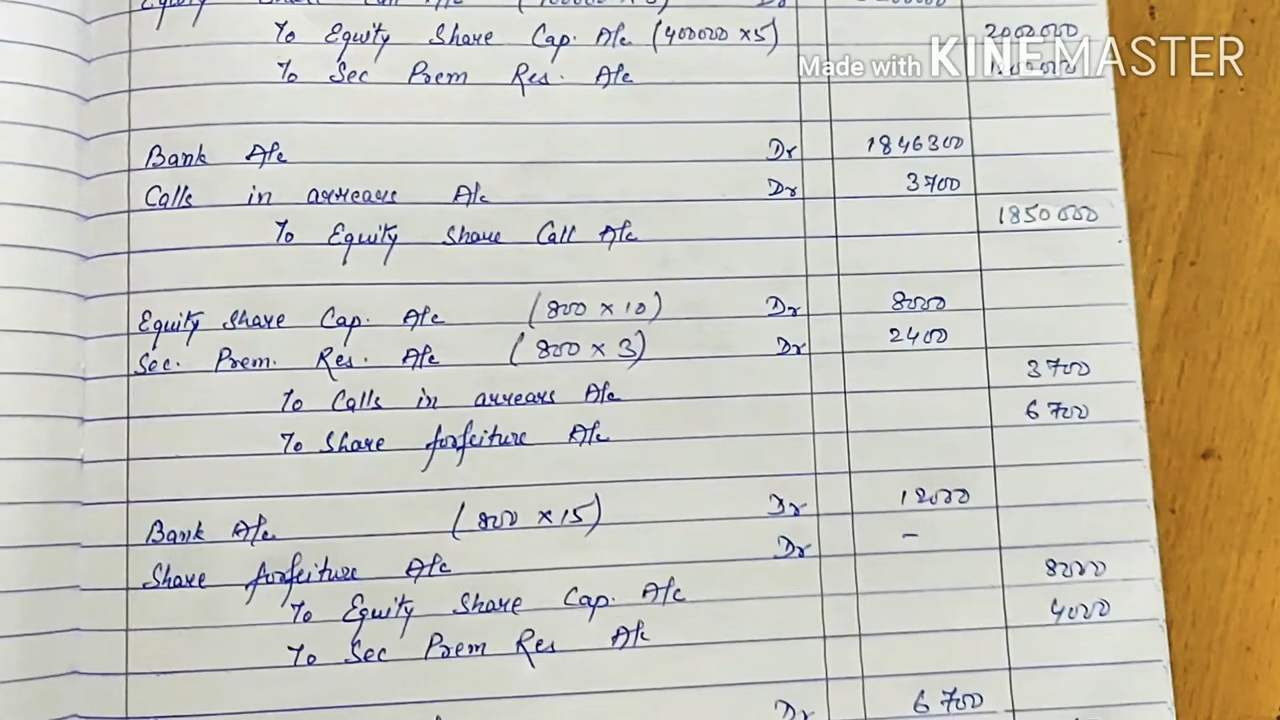 To Equity Share Cap. A/c (400000 x 5) 2000000
Made with KINEMASTER
To Sec Prem Res. A/c
Bank A/c Dr 1846300
Calls in arrears A/c Dr 3700
To Equity Share Call A/c 1850000
Equity Share Cap. A/c (800 x 10) Dr 8000
Sec. Prem. Res. A/c (800 x 3) Dr 2400
To Calls in arrears A/c 3700
To Share forfeiture A/c 6700
Bank A/c (800 x 15) Dr 12000
Share forfeiture A/c Dr -
To Equity Share Cap. A/c 8000
To Sec Prem Res A/c 4000
Dr 6700